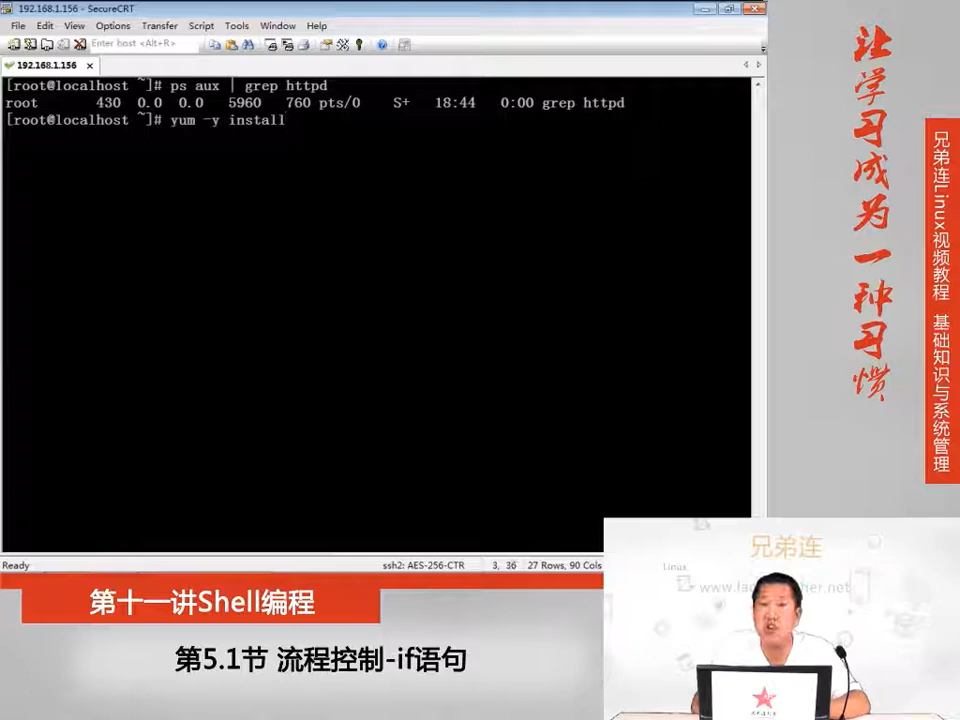 192.168.1.156 - SecureCRT
File Edit View Options Transfer Script Tools Window Help
Enter host <Alt+R>
192.168.1.156
[root@localhost ~]# ps aux | grep httpd
root 430 0.0 0.0 5960 760 pts/0 S+ 18:44 0:00 grep httpd
[root@localhost ~]# yum -y install
Ready ssh2: AES-256-CTR 3, 36 27 Rows, 90 Cols
让学习成为一种习惯
兄弟连Linux视频教程 基础知识与系统管理
第十一讲Shell编程
第5.1节 流程控制-if语句
兄弟连
Linux